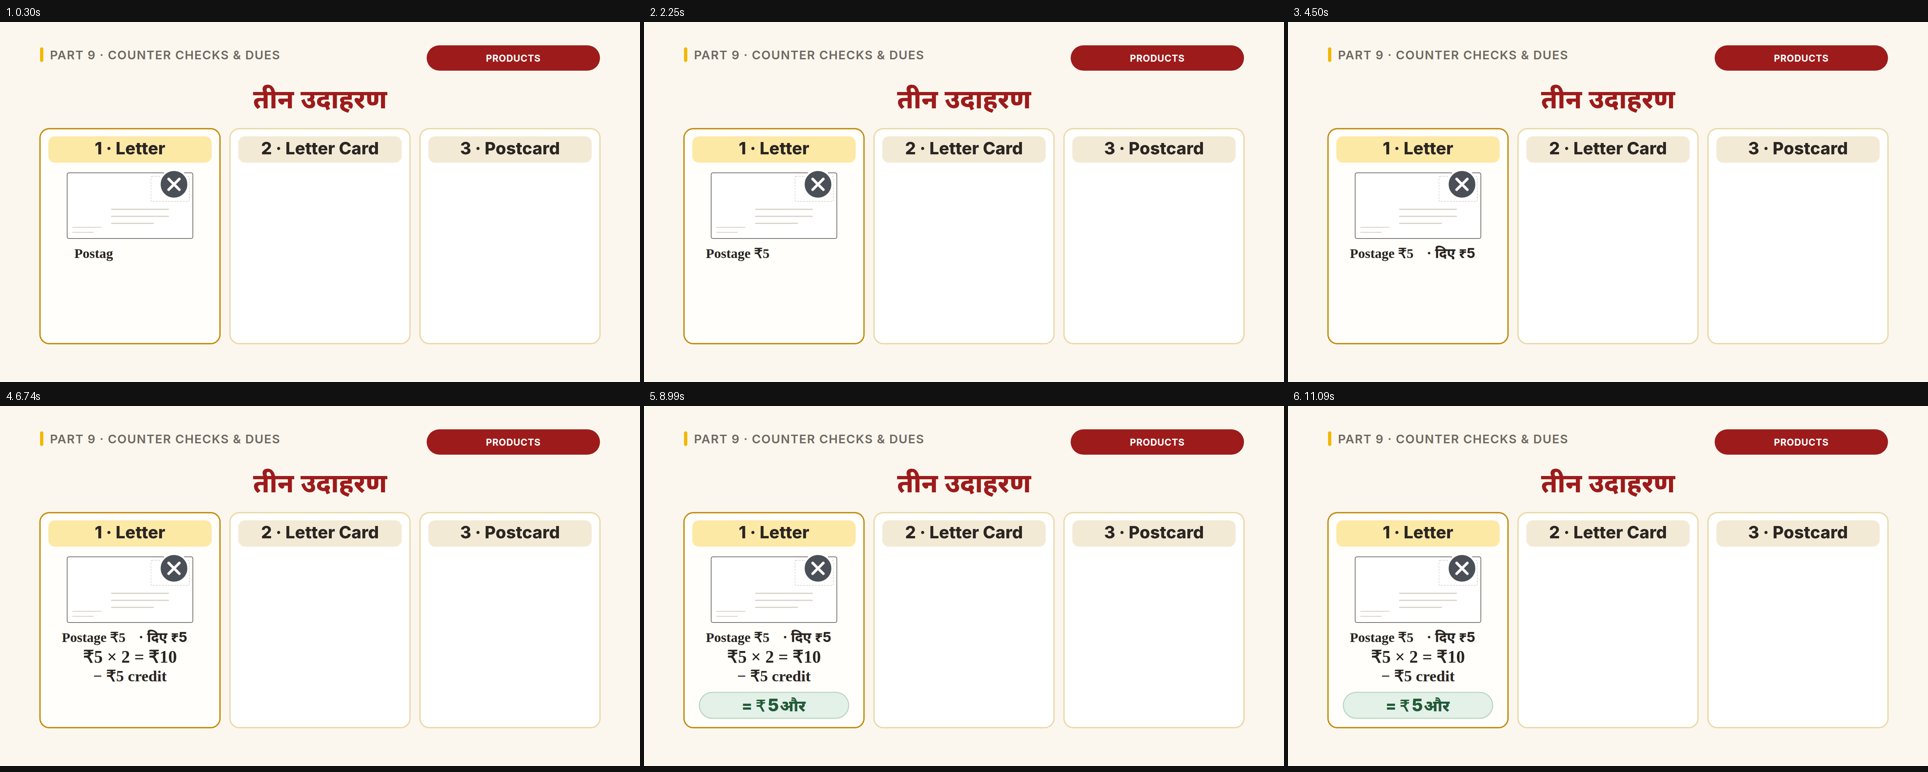 1. 0.30s
PART 9 · COUNTER CHECKS & DUES
PRODUCTS
तीन उदाहरण
1 · Letter
2 · Letter Card
3 · Postcard
Postag
2. 2.25s
PART 9 · COUNTER CHECKS & DUES
PRODUCTS
तीन उदाहरण
1 · Letter
2 · Letter Card
3 · Postcard
Postage ₹5
3. 4.50s
PART 9 · COUNTER CHECKS & DUES
PRODUCTS
तीन उदाहरण
1 · Letter
2 · Letter Card
3 · Postcard
Postage ₹5 · दिए ₹5
4. 6.74s
PART 9 · COUNTER CHECKS & DUES
PRODUCTS
तीन उदाहरण
1 · Letter
2 · Letter Card
3 · Postcard
Postage ₹5 · दिए ₹5
₹5 × 2 = ₹10
− ₹5 credit
5. 8.99s
PART 9 · COUNTER CHECKS & DUES
PRODUCTS
तीन उदाहरण
1 · Letter
2 · Letter Card
3 · Postcard
Postage ₹5 · दिए ₹5
₹5 × 2 = ₹10
− ₹5 credit
= ₹5और
6. 11.09s
PART 9 · COUNTER CHECKS & DUES
PRODUCTS
तीन उदाहरण
1 · Letter
2 · Letter Card
3 · Postcard
Postage ₹5 · दिए ₹5
₹5 × 2 = ₹10
− ₹5 credit
= ₹5और